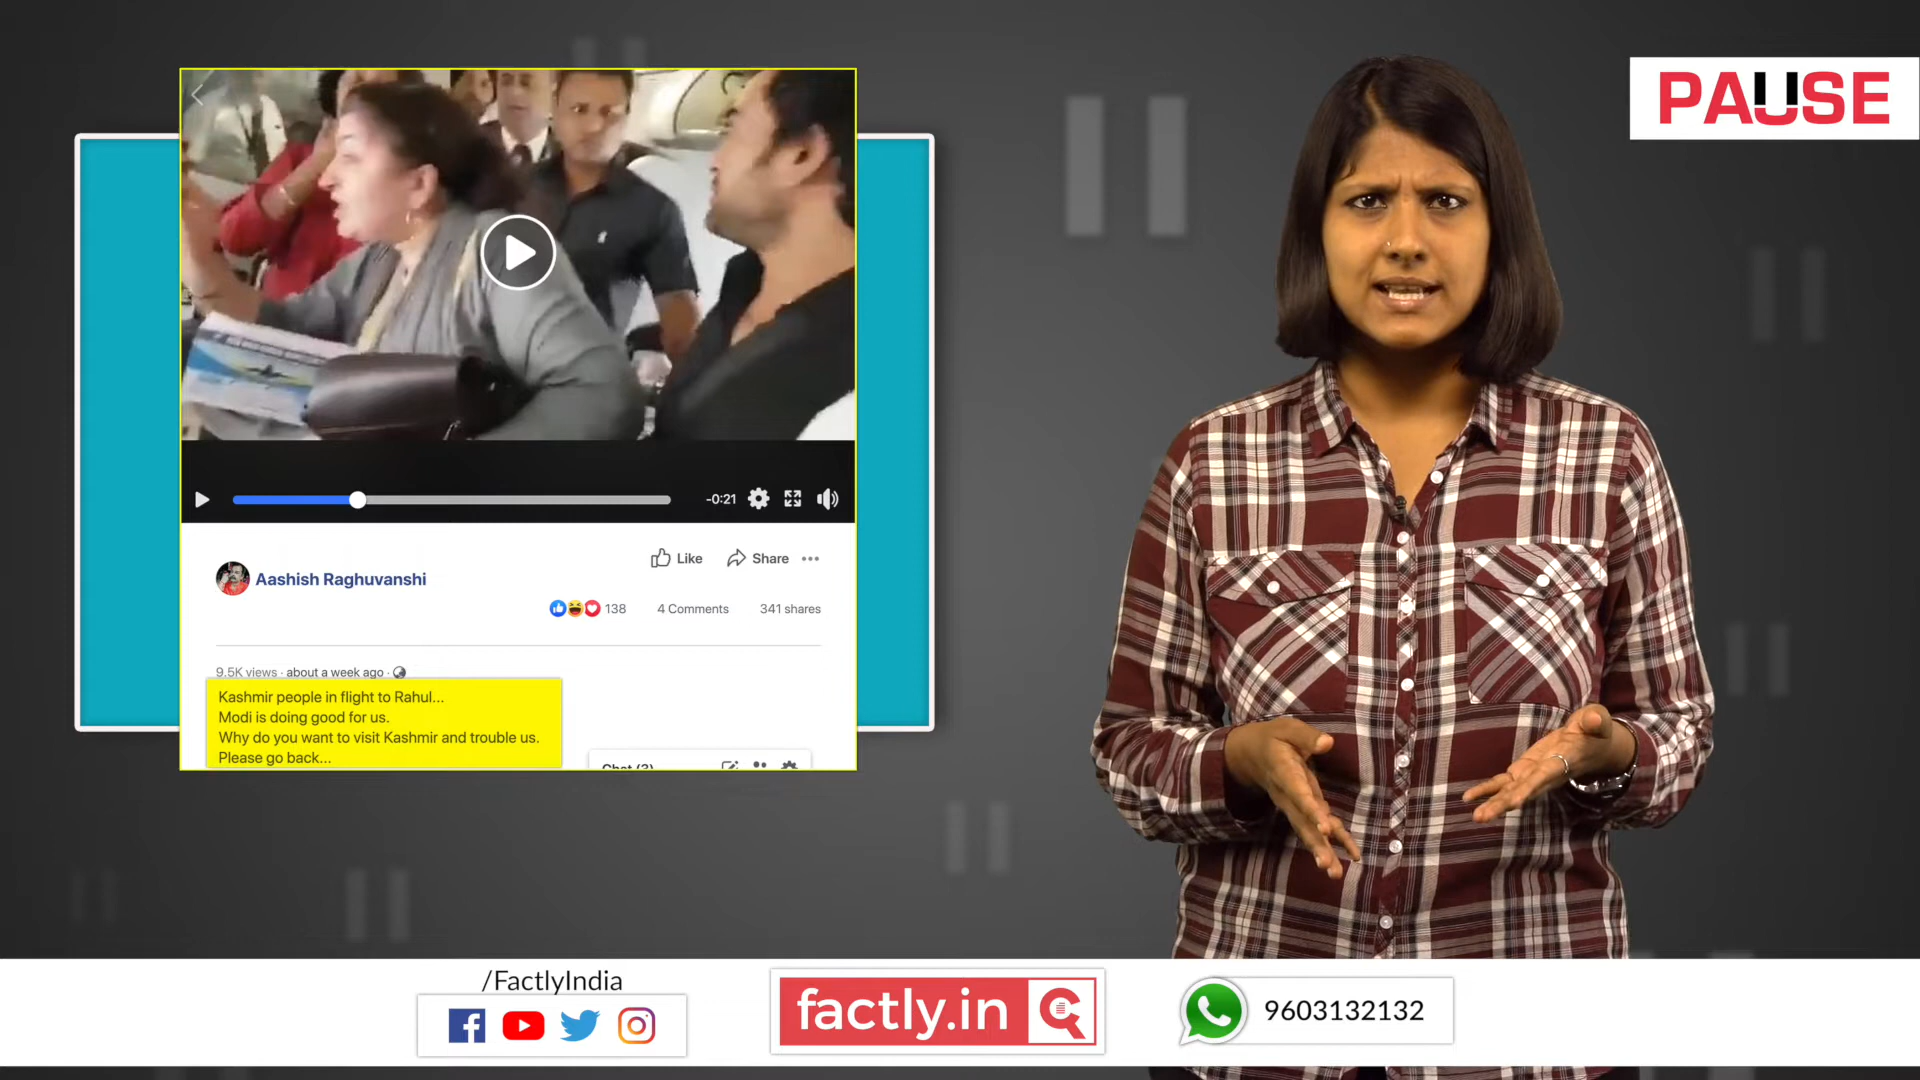 PAUSE
-0:21
Like
Share
Aashish Raghuvanshi
138
4 Comments
341 shares
9.5K views · about a week ago ·
Kashmir people in flight to Rahul...
Modi is doing good for us.
Why do you want to visit Kashmir and trouble us.
Please go back...
Chat (3)
/FactlyIndia
factly.in
9603132132